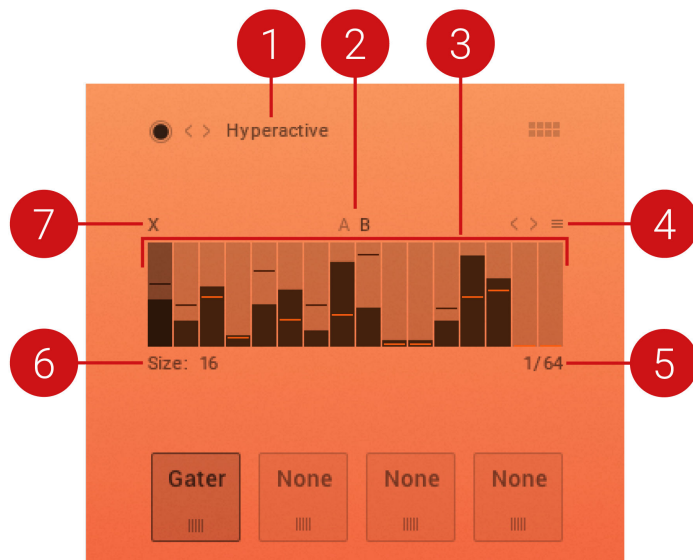 1 2 3
< > Hyperactive
7 X A B < > ≡ 4
6 Size: 16 1/64 5
Gater None None None